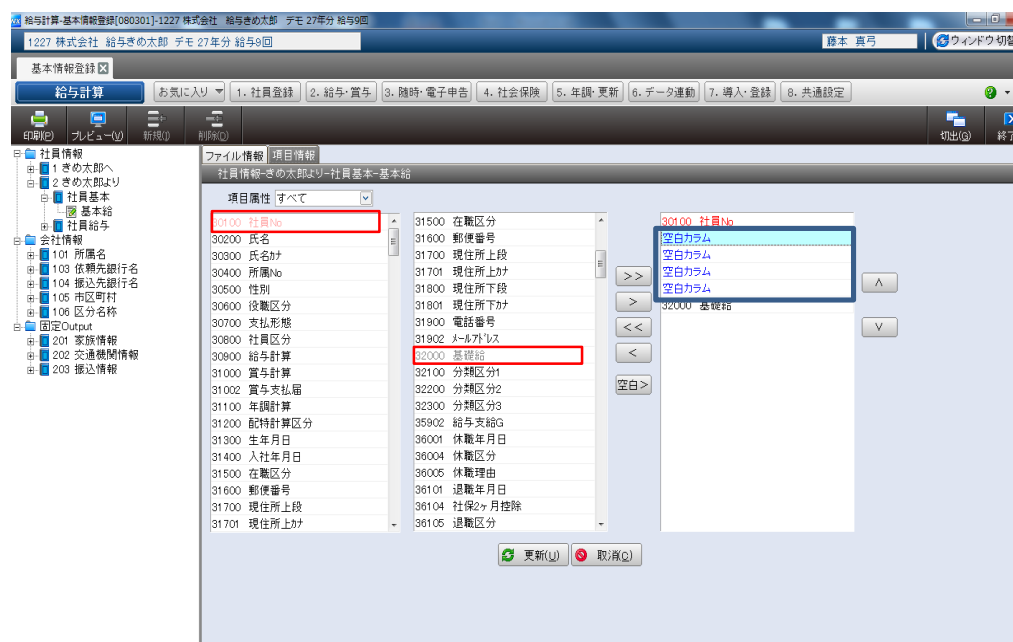 給与計算-基本情報登録[080301]-1227 株式会社 給与きめ太郎 デモ 27年分 給与9回
1227 株式会社 給与きめ太郎 デモ 27年分 給与9回
藤本 真弓
ウィンドウ切替
基本情報登録
給与計算
お気に入り
1. 社員登録
2. 給与・賞与
3. 随時・電子申告
4. 社会保険
5. 年調・更新
6. データ連動
7. 導入・登録
8. 共通設定
印刷(P)
プレビュー(V)
新規(I)
削除(D)
切出(G)
終了
社員情報
1 きめ太郎へ
2 きめ太郎より
社員基本
基本給
社員給与
会社情報
101 所属名
103 依頼先銀行名
104 振込先銀行名
105 市区町村
106 区分名称
固定Output
201 家族情報
202 交通機関情報
203 振込情報
ファイル情報
項目情報
社員情報-きめ太郎より-社員基本-基本給
項目属性 すべて
30100 社員No
30200 氏名
30300 氏名ｶﾅ
30400 所属No
30500 性別
30600 役職区分
30700 支払形態
30800 社員区分
30900 給与計算
31000 賞与計算
31002 賞与支払届
31100 年調計算
31200 配特計算区分
31300 生年月日
31400 入社年月日
31500 在職区分
31600 郵便番号
31700 現住所上段
31701 現住所上ｶﾅ
31500 在職区分
31600 郵便番号
31700 現住所上段
31701 現住所上ｶﾅ
31800 現住所下段
31801 現住所下ｶﾅ
31900 電話番号
31902 ﾒｰﾙｱﾄﾞﾚｽ
32000 基礎給
32100 分類区分1
32200 分類区分2
32300 分類区分3
35902 給与支給G
36001 休職年月日
36004 休職区分
36005 休職理由
36101 退職年月日
36104 社保2ヶ月控除
36105 退職区分
>>
>
<<
<
空白>
30100 社員No
空白カラム
空白カラム
空白カラム
空白カラム
32000 基礎給
∧
∨
更新(U)
取消(C)